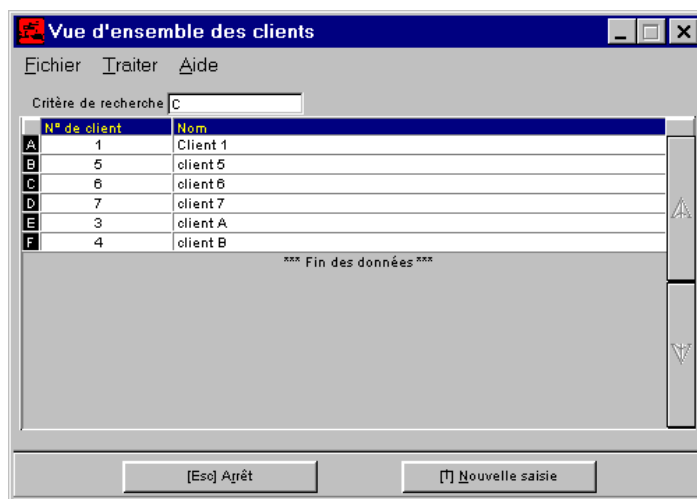 Vue d'ensemble des clients
Fichier Traiter Aide
Critère de recherche C
N° de client Nom
A 1 Client 1
B 5 client 5
C 6 client 6
D 7 client 7
E 3 client A
F 4 client B
*** Fin des données ***
[Esc] Arrêt [T] Nouvelle saisie